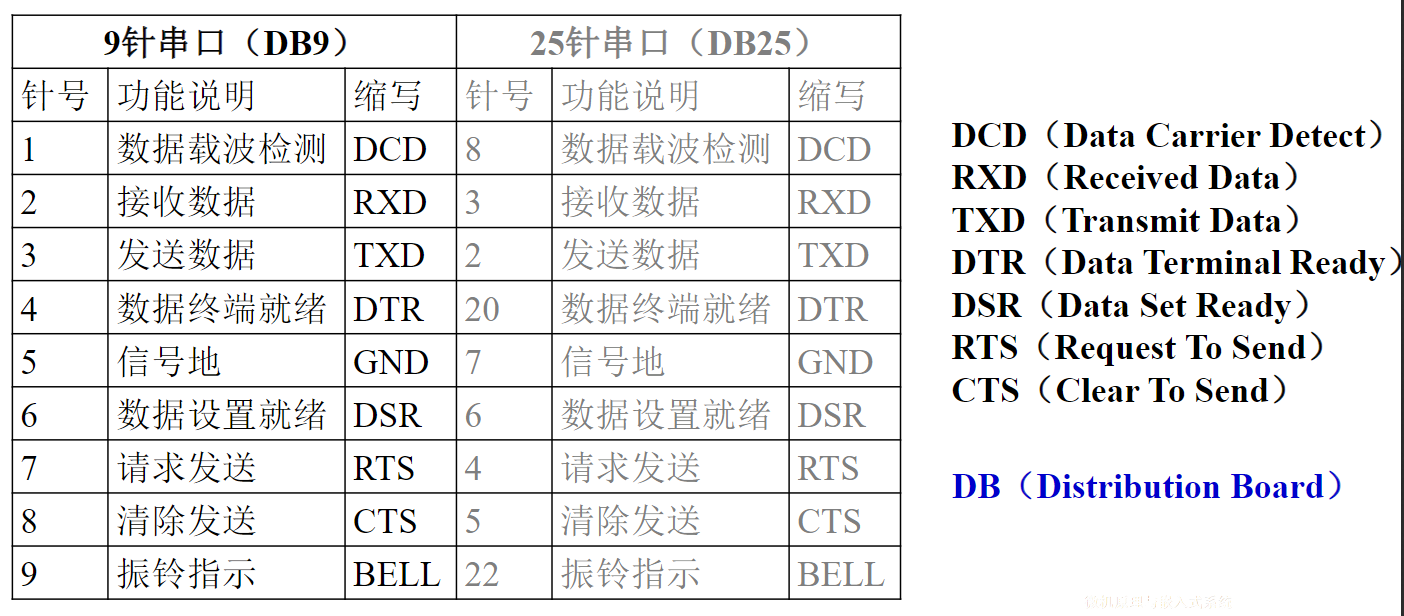 9针串口（DB9） 25针串口（DB25）
针号 功能说明 缩写 针号 功能说明 缩写
1 数据载波检测 DCD 8 数据载波检测 DCD
2 接收数据 RXD 3 接收数据 RXD
3 发送数据 TXD 2 发送数据 TXD
4 数据终端就绪 DTR 20 数据终端就绪 DTR
5 信号地 GND 7 信号地 GND
6 数据设置就绪 DSR 6 数据设置就绪 DSR
7 请求发送 RTS 4 请求发送 RTS
8 清除发送 CTS 5 清除发送 CTS
9 振铃指示 BELL 22 振铃指示 BELL
DCD（Data Carrier Detect）
RXD（Received Data）
TXD（Transmit Data）
DTR（Data Terminal Ready）
DSR（Data Set Ready）
RTS（Request To Send）
CTS（Clear To Send）
DB（Distribution Board）